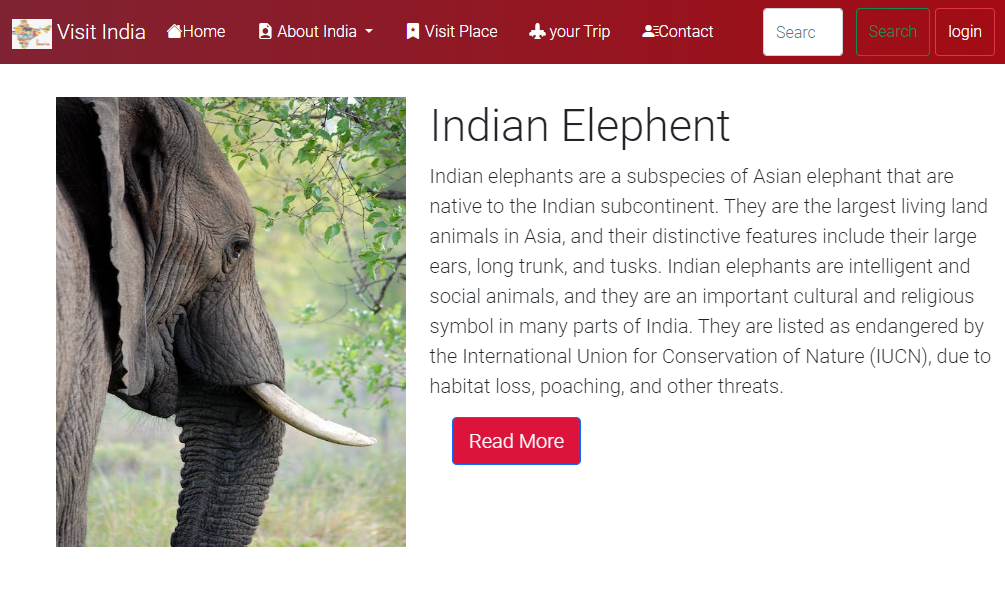 Visit India Home About India Visit Place your Trip Contact Searc Search login
Indian Elephent
Indian elephants are a subspecies of Asian elephant that are
native to the Indian subcontinent. They are the largest living land
animals in Asia, and their distinctive features include their large
ears, long trunk, and tusks. Indian elephants are intelligent and
social animals, and they are an important cultural and religious
symbol in many parts of India. They are listed as endangered by
the International Union for Conservation of Nature (IUCN), due to
habitat loss, poaching, and other threats.
Read More